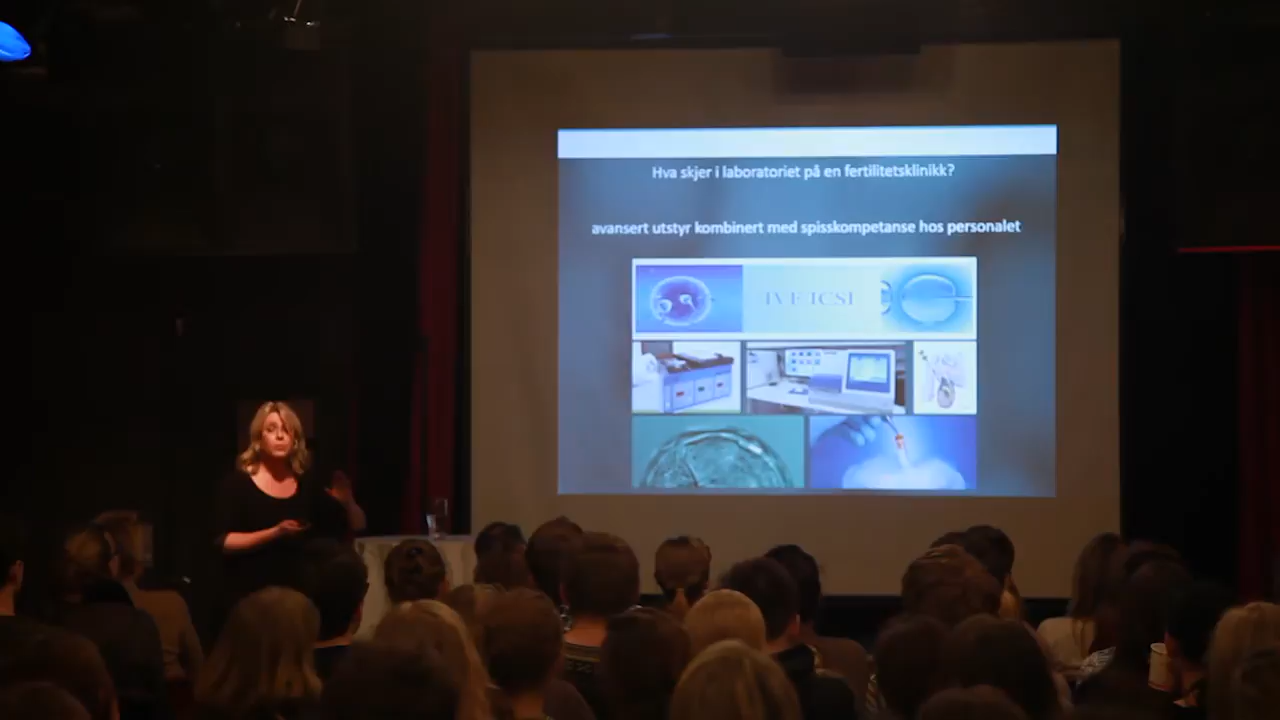 Hva skjer i laboratoriet på en fertilitetsklinikk?
avansert utstyr kombinert med spisskompetanse hos personalet
IVF ICSI